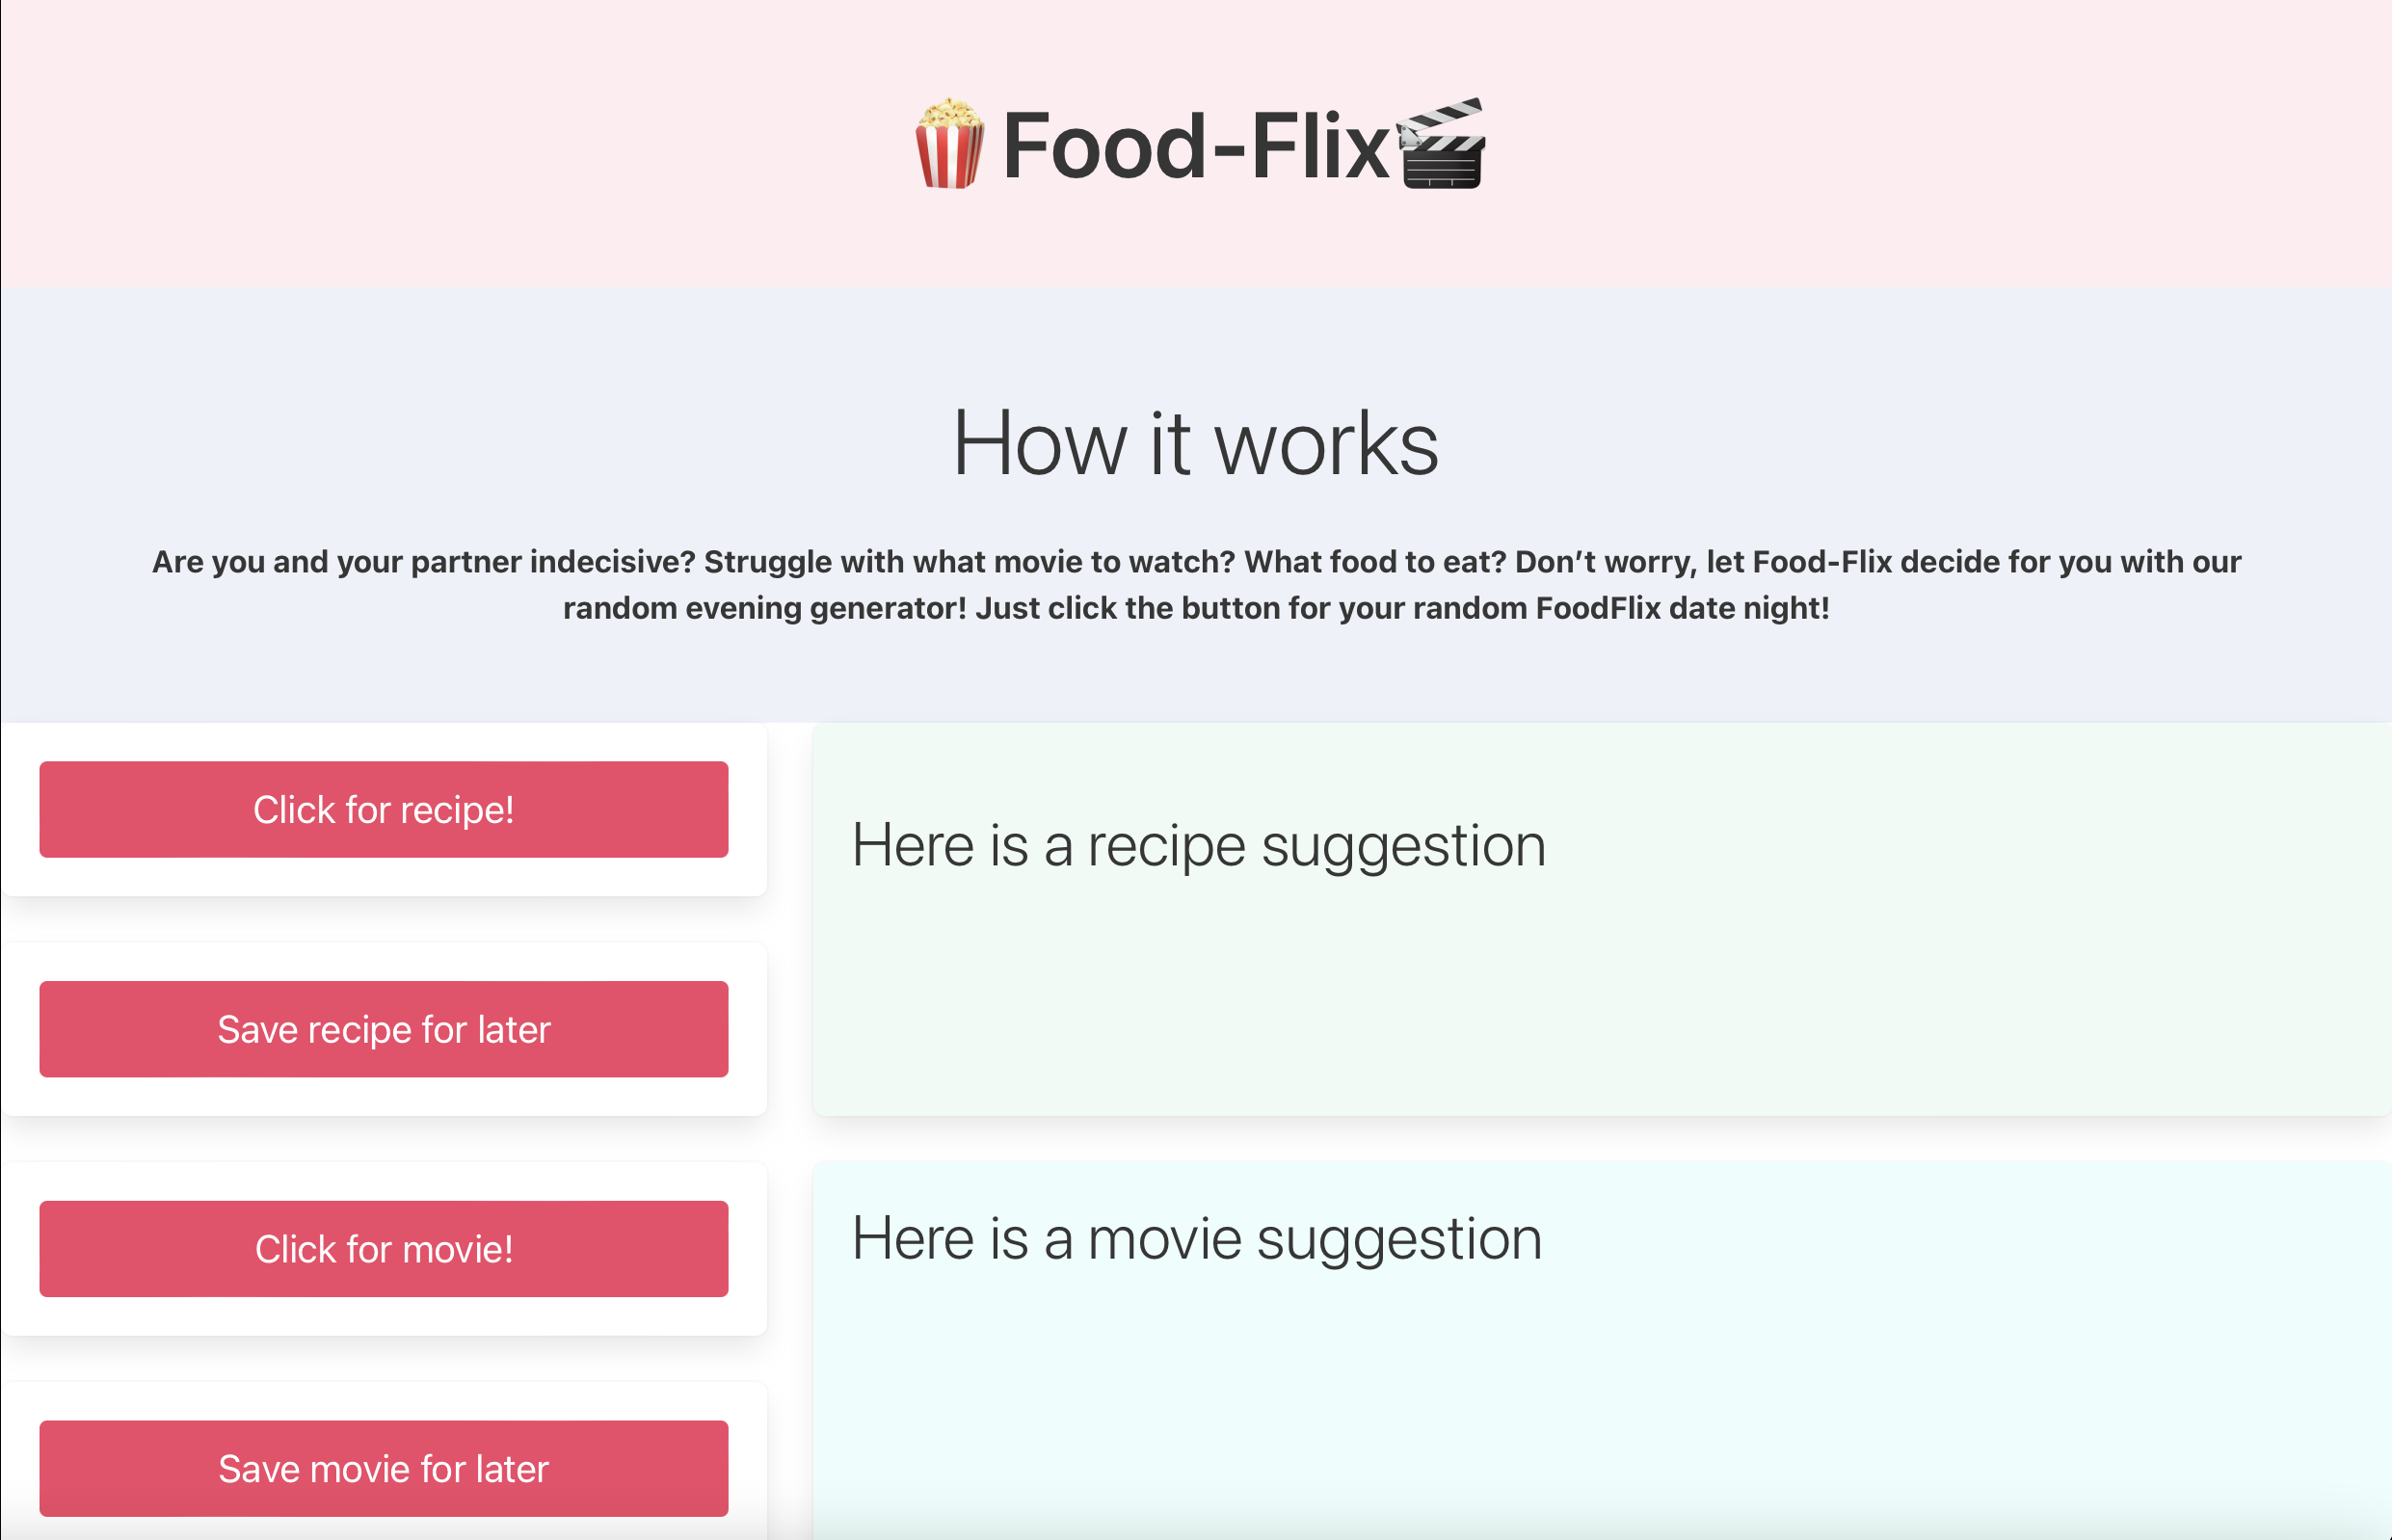 Food-Flix
How it works
Are you and your partner indecisive? Struggle with what movie to watch? What food to eat? Don’t worry, let Food-Flix decide for you with our
random evening generator! Just click the button for your random FoodFlix date night!
Click for recipe!
Here is a recipe suggestion
Save recipe for later
Click for movie!
Here is a movie suggestion
Save movie for later